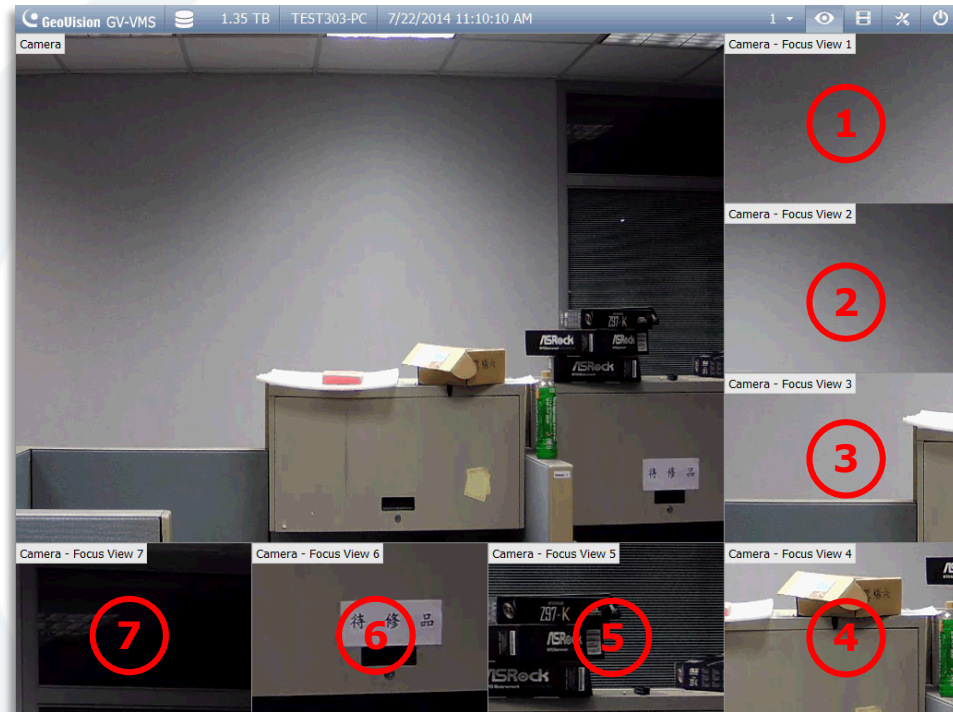 GeoVision GV-VMS 1.35 TB TEST303-PC 7/22/2014 11:10:10 AM 1
Camera
Camera - Focus View 1
1
Camera - Focus View 2
2
Z97-K
ASRock ASRock
ASRock
待 修 品
Camera - Focus View 3
3
Camera - Focus View 7
7
Camera - Focus View 6
待 修 品
6
Camera - Focus View 5
Z97-K
ASRock
ASRock
5
Camera - Focus View 4
4